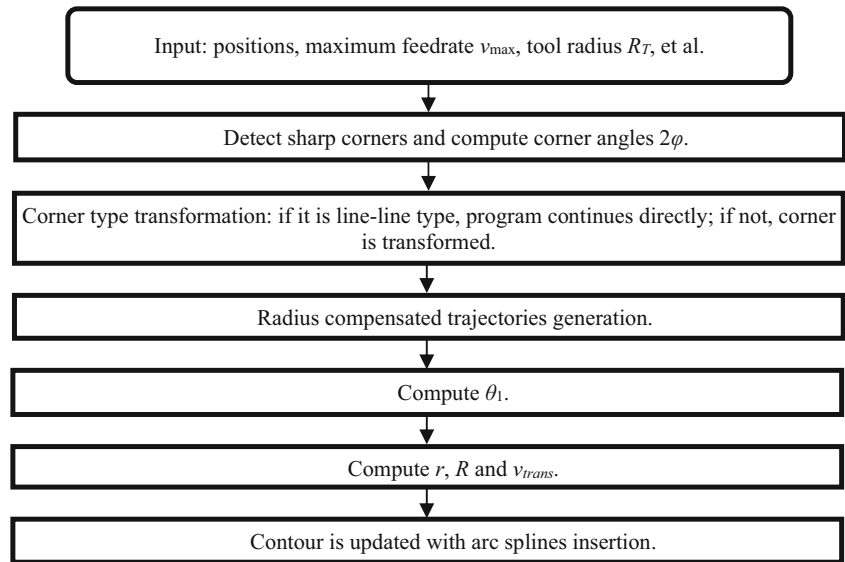 Input: positions, maximum feedrate vmax, tool radius RT, et al.
Detect sharp corners and compute corner angles 2φ.
Corner type transformation: if it is line-line type, program continues directly; if not, corner
is transformed.
Radius compensated trajectories generation.
Compute θ1.
Compute r, R and vtrans.
Contour is updated with arc splines insertion.